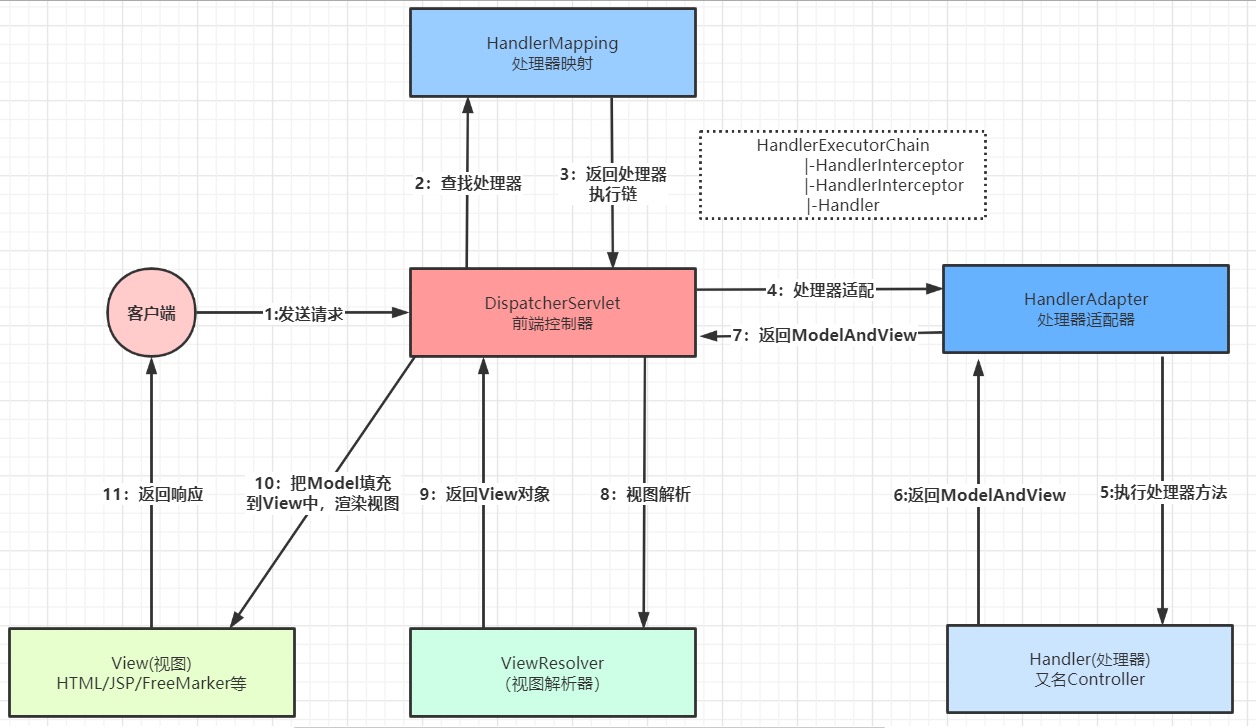 HandlerMapping
处理器映射
HandlerExecutorChain
|-HandlerInterceptor
|-HandlerInterceptor
|-Handler
2：查找处理器
3：返回处理器
执行链
客户端
1:发送请求
DispatcherServlet
前端控制器
4：处理器适配
7：返回ModelAndView
HandlerAdapter
处理器适配器
11：返回响应
10：把Model填充
到View中，渲染视图
9：返回View对象
8：视图解析
6:返回ModelAndView
5:执行处理器方法
View(视图)
HTML/JSP/FreeMarker等
ViewResolver
（视图解析器）
Handler(处理器)
又名Controller